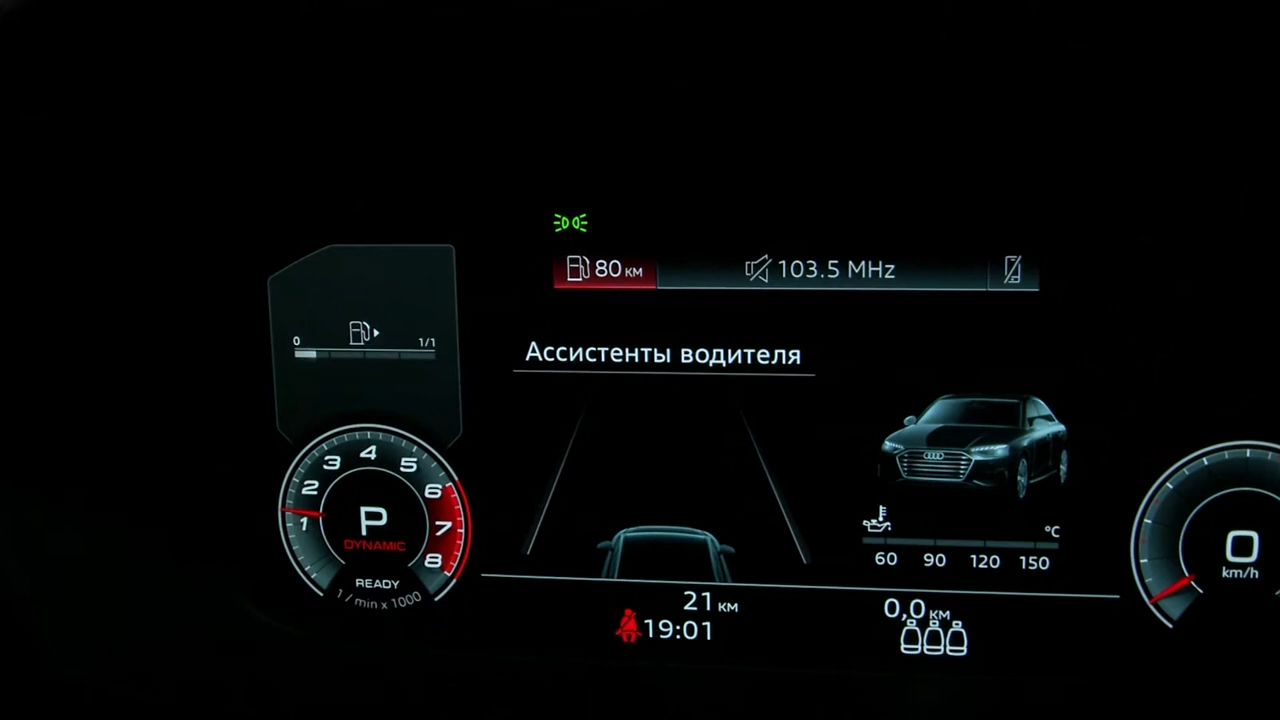 80 км
103.5 MHz
0
1/1
Ассистенты водителя
1
2
3
4
5
6
7
8
P
DYNAMIC
READY
1 / min x 1000
°C
60 90 120 150
0
km/h
21 км
0,0 км
19:01